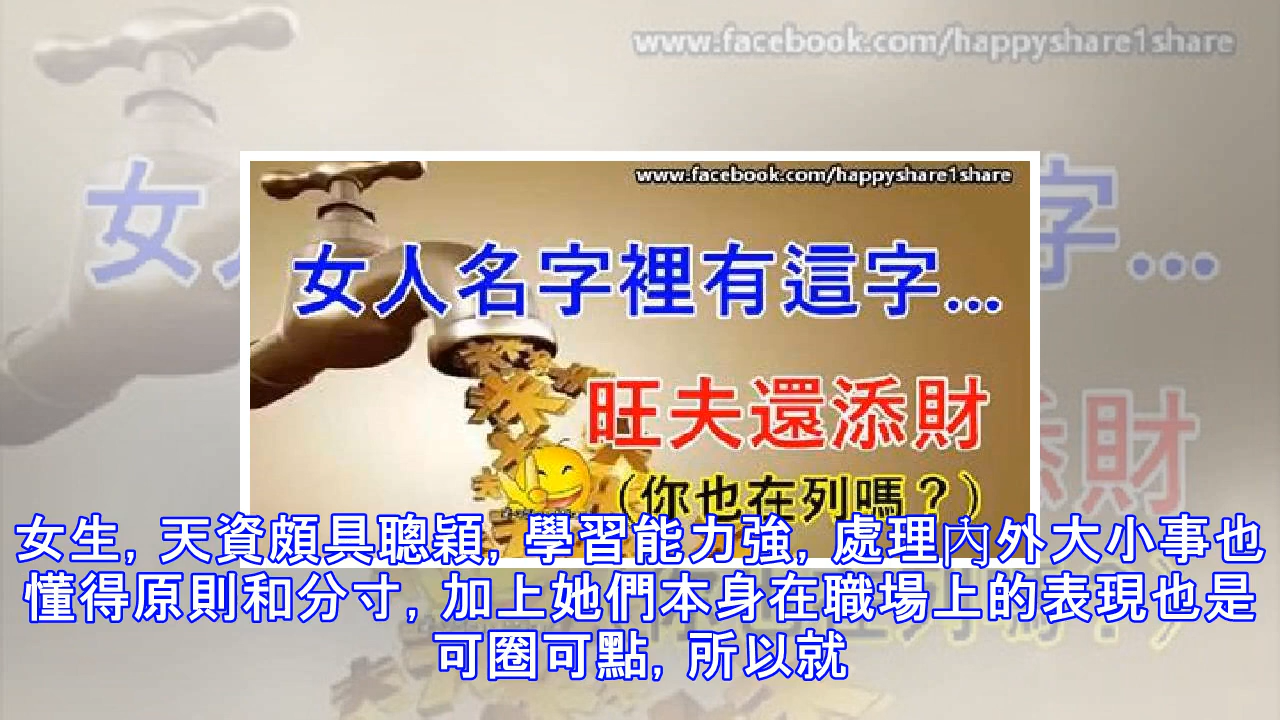 www.facebook.com/happyshare1share
www.facebook.com/happyshare1share
女人名字裡有這字...
旺夫還添財
(你也在列嗎？)
女生, 天資頗具聰穎, 學習能力強, 處理內外大小事也
懂得原則和分寸, 加上她們本身在職場上的表現也是
可圈可點, 所以就